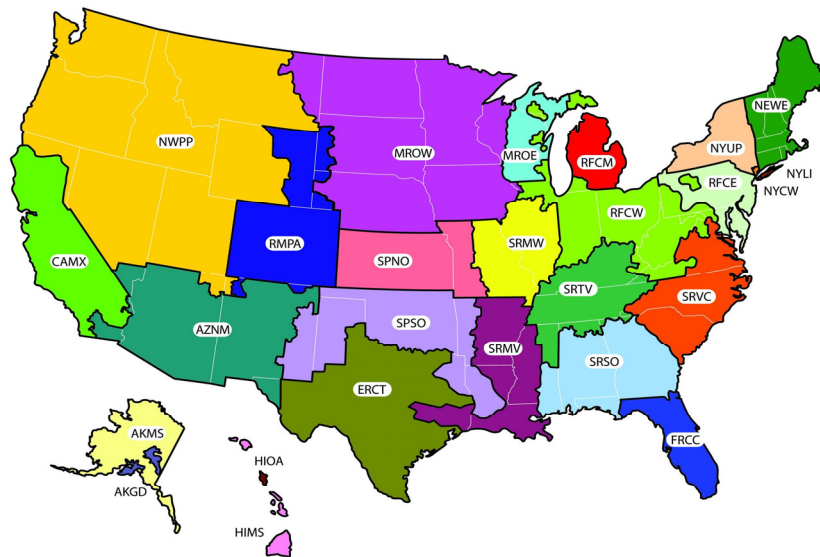 NEWE
NWPP
NYUP
MROW
MROE
RFCM
NYLI
RFCE
NYCW
RFCW
RMPA
SRMW
CAMX
SPNO
SRTV
SRVC
SPSO
AZNM
SRMV
SRSO
ERCT
AKMS
FRCC
HIOA
AKGD
HIMS